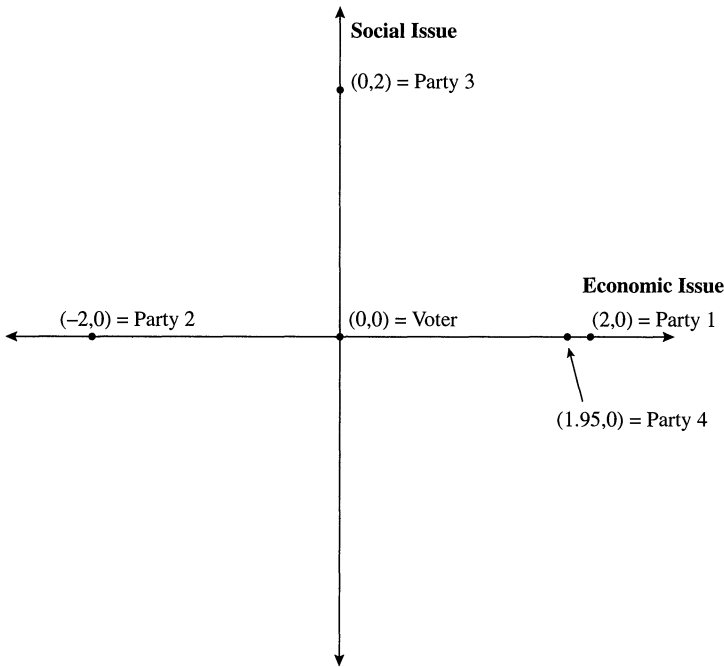 Social Issue
(0,2) = Party 3
Economic Issue
(–2,0) = Party 2
(0,0) = Voter
(2,0) = Party 1
(1.95,0) = Party 4